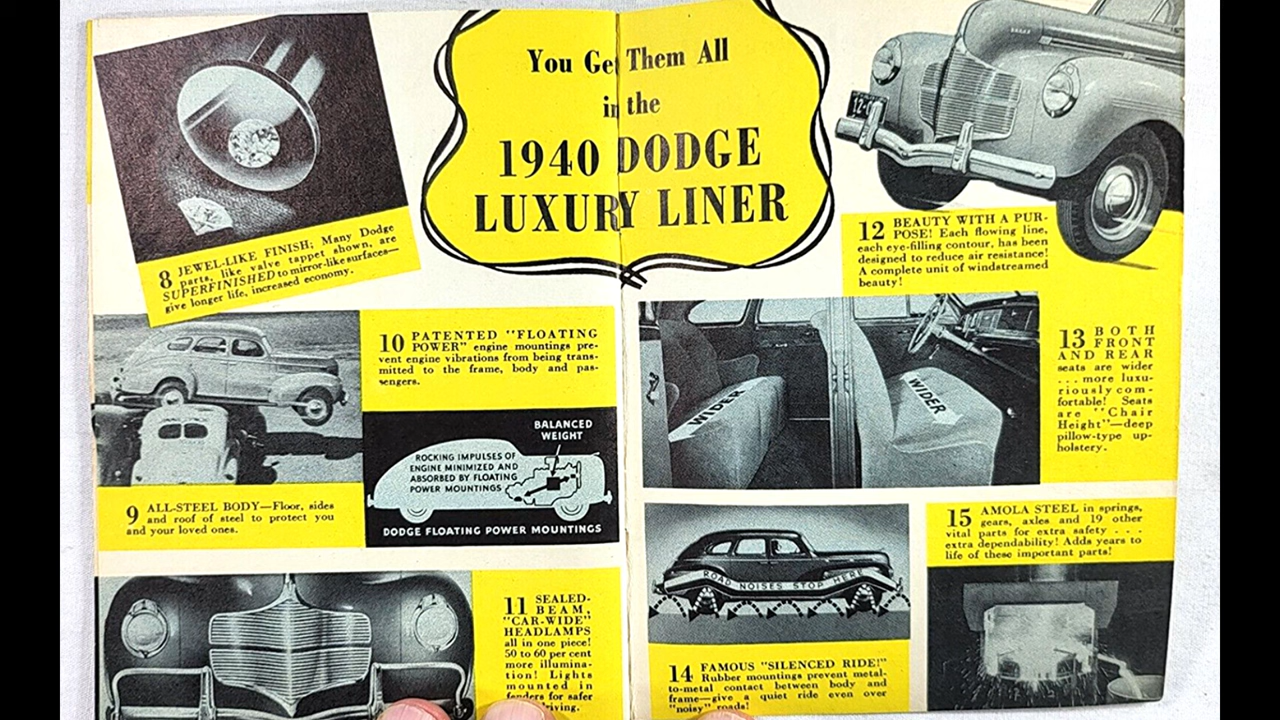 You Get Them All
in the
1940 DODGE
LUXURY LINER
8 JEWEL-LIKE FINISH; Many Dodge
parts, like valve tappet shown, are
SUPERFINISHED to mirror-like surfaces—
give longer life, increased economy.
9 ALL-STEEL BODY—Floor, sides
and roof of steel to protect you
and your loved ones.
10 PATENTED "FLOATING
POWER" engine mountings pre-
vent engine vibrations from being trans-
mitted to the frame, body and pas-
sengers.
BALANCED
WEIGHT
ROCKING IMPULSES OF
ENGINE MINIMIZED AND
ABSORBED BY FLOATING
POWER MOUNTINGS
DODGE FLOATING POWER MOUNTINGS
11 SEALED-
BEAM,
"CAR-WIDE"
HEADLAMPS
all in one piece!
50 to 60 per cent
more illumina-
tion! Lights
mounted in
fenders for safer
driving.
12 BEAUTY WITH A PUR-
POSE! Each flowing line,
each eye-filling contour, has been
designed to reduce air resistance!
A complete unit of windstreamed
beauty!
WIDER
WIDER
13 BOTH
FRONT
AND REAR
seats are wider
. . . more luxu-
riously com-
fortable! Seats
are "Chair
Height"—deep
pillow-type up-
holstery.
ROAD NOISES STOP HERE
14 FAMOUS "SILENCED RIDE!"
Rubber mountings prevent metal-
to-metal contact between body and
frame—give a quiet ride even over
"noisy" roads!
15 AMOLA STEEL in springs,
gears, axles and 19 other
vital parts for extra safety . . . .
extra dependability! Adds years to
life of these important parts!